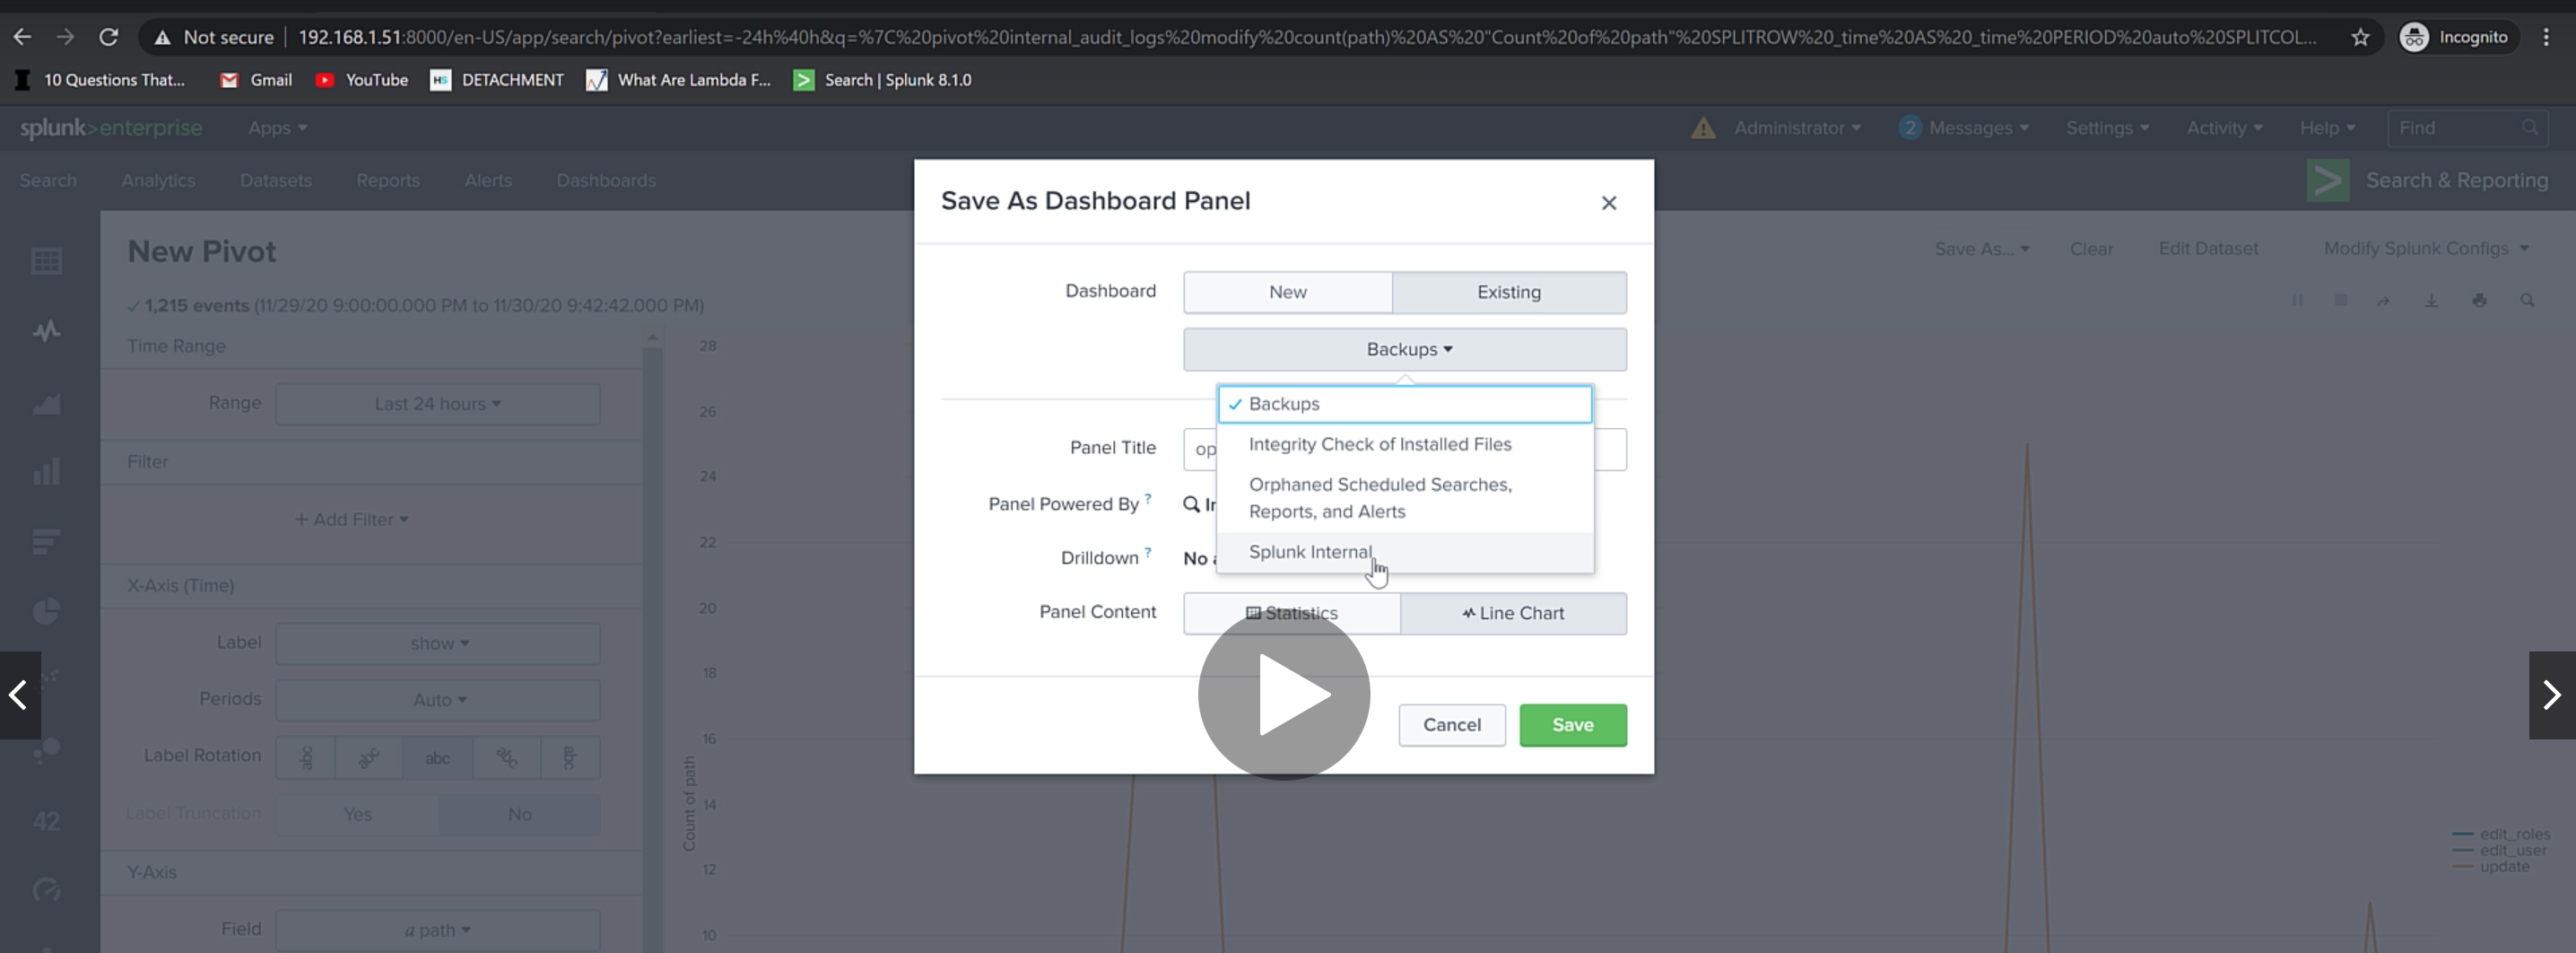 Not secure | 192.168.1.51:8000/en-US/app/search/pivot?earliest=-24h%40h&q=%7C%20pivot%20internal_audit_logs%20modify%20count(path)%20AS%20"Count%20of%20path"%20SPLITROW%20_time%20AS%20_time%20PERIOD%20auto%20SPLITCOL... Incognito
10 Questions That... Gmail YouTube HS DETACHMENT What Are Lambda F... Search | Splunk 8.1.0
splunk>enterprise Apps Administrator 2 Messages Settings Activity Help Find
Search Analytics Datasets Reports Alerts Dashboards Search & Reporting
New Pivot Save As... Clear Edit Dataset Modify Splunk Configs
1,215 events (11/29/20 9:00:00.000 PM to 11/30/20 9:42:42.000 PM)
Time Range
Range Last 24 hours
Filter
+ Add Filter
X-Axis (Time)
Label show
Periods Auto
Label Rotation abc abc abc abc abc
Label Truncation Yes No
Y-Axis
Field a path
42
28
26
24
22
20
18
16
14
12
10
Count of path
edit_roles
edit_user
update
Save As Dashboard Panel
Dashboard New Existing
Backups
Backups
Integrity Check of Installed Files
Orphaned Scheduled Searches,
Reports, and Alerts
Splunk Internal
Panel Title op
Panel Powered By ?
Drilldown ? No
Panel Content Statistics Line Chart
Cancel Save